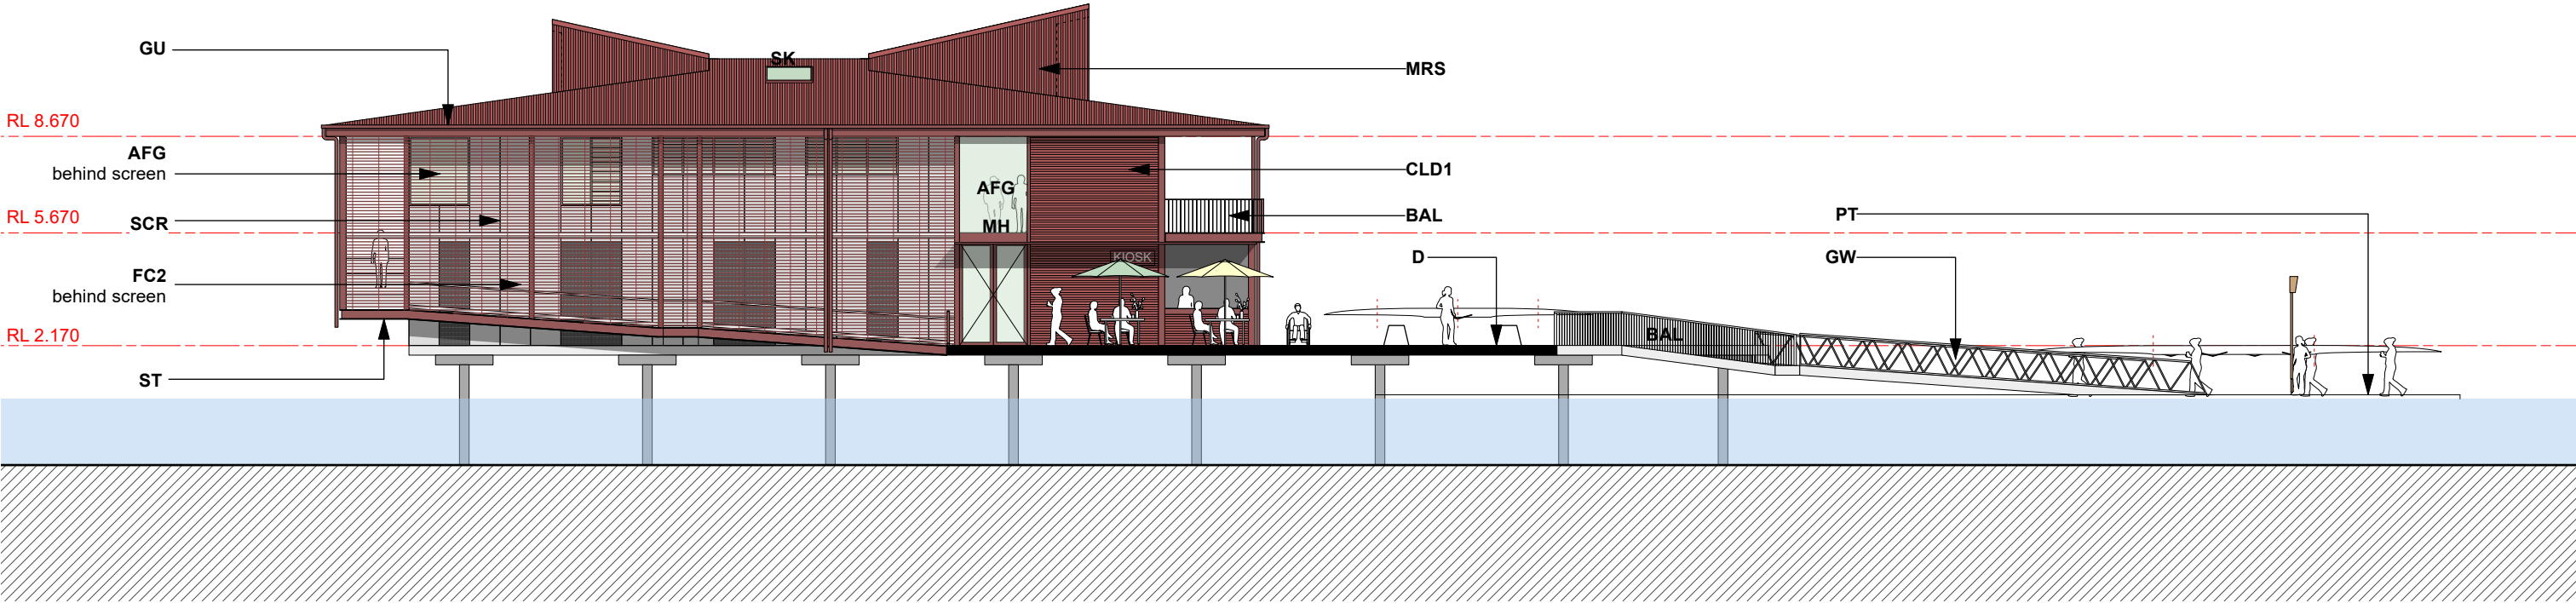 GU
SK
MRS
RL 8.670
AFG
behind screen
CLD1
AFG
RL 5.670
SCR
MH
BAL
PT
D
GW
KIOSK
FC2
behind screen
RL 2.170
BAL
ST